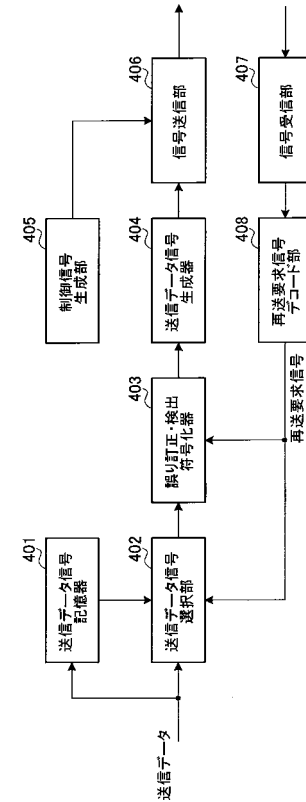 送信データ
401
送信データ信号
記憶器
402
送信データ信号
選択部
403
誤り訂正・検出
符号化器
404
送信データ信号
生成器
405
制御信号
生成部
406
信号送信部
407
信号受信部
408
再送要求信号
デコード部
再送要求信号